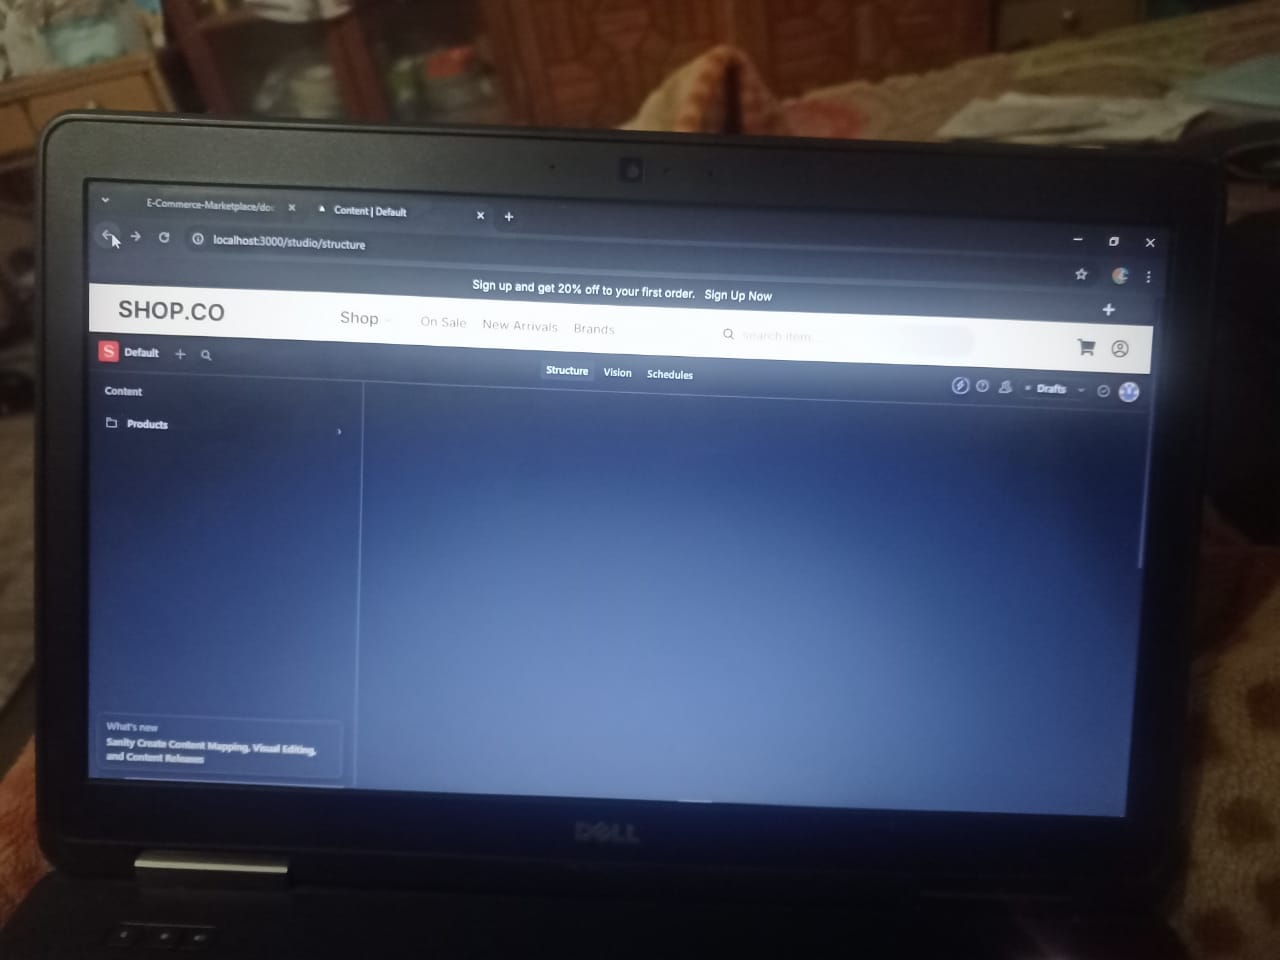 E-Commerce-Marketplace/do
Content | Default
localhost:3000/studio/structure
Sign up and get 20% off to your first order. Sign Up Now
SHOP.CO
Shop
On Sale
New Arrivals
Brands
search item...
S
Default
Structure
Vision
Schedules
Drafts
Content
Products
What's new
Sanity Create Content Mapping, Visual Editing,
and Content Releases
DELL